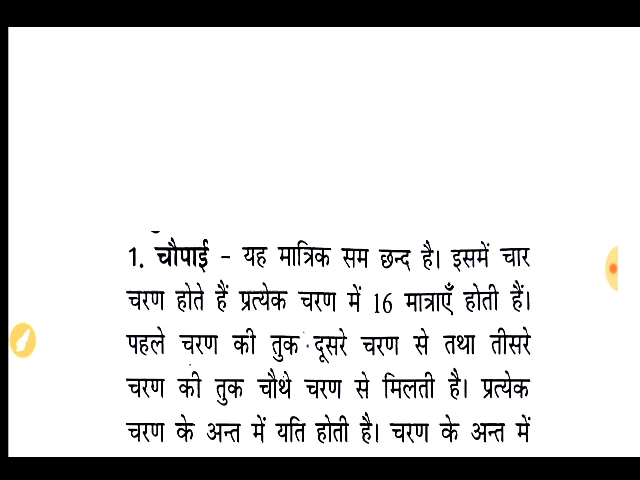 1. चौपाई - यह मात्रिक सम छन्द है। इसमें चार
चरण होते हैं प्रत्येक चरण में 16 मात्राएँ होती हैं।
पहले चरण की तुक दूसरे चरण से तथा तीसरे
चरण की तुक चौथे चरण से मिलती है। प्रत्येक
चरण के अन्त में यति होती है। चरण के अन्त में